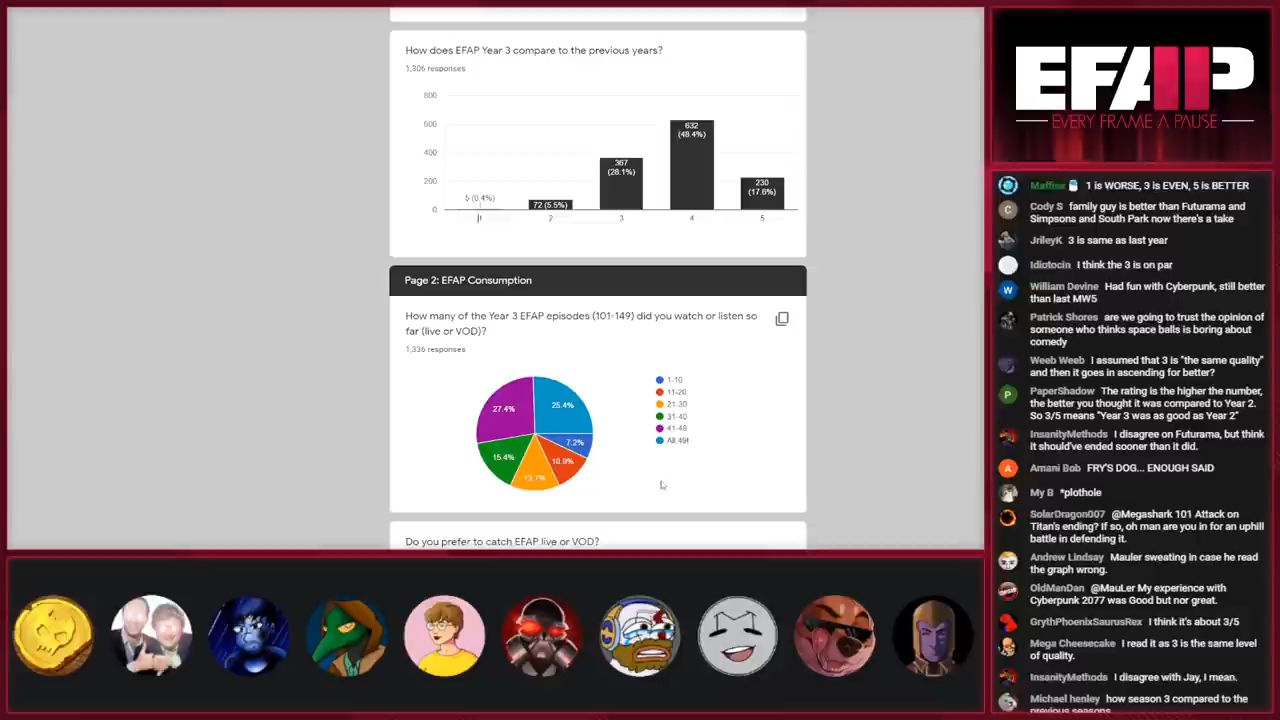 How does EFAP Year 3 compare to the previous years?
1,306 responses
800
600
400
200
0
5 (0.4%)
72 (5.5%)
367
(28.1%)
632
(48.4%)
230
(17.6%)
1
2
3
4
5
Page 2: EFAP Consumption
How many of the Year 3 EFAP episodes (101-149) did you watch or listen so
far (live or VOD)?
1,336 responses
27.4%
25.4%
7.2%
10.9%
13.7%
15.4%
1-10
11-20
21-30
31-40
41-48
All 49!
Do you prefer to catch EFAP live or VOD?
EFAP
EVERY FRAME A PAUSE
1 is WORSE, 3 is EVEN, 5 is BETTER
Cody S family guy is better than Futurama and
Simpsons and South Park now there's a take
JrileyK 3 is same as last year
Idiotocin I think the 3 is on par
William Devine Had fun with Cyberpunk, still better
than last MW5
Patrick Shores are we going to trust the opinion of
someone who thinks space balls is boring about
comedy
Weeb Weeb I assumed that 3 is "the same quality"
and then it goes in ascending for better?
PaperShadow The rating is the higher the number,
the better you thought it was compared to Year 2.
So 3/5 means "Year 3 was as good as Year 2"
InsanityMethods I disagree on Futurama, but think
it should've ended sooner than it did.
Amani Bob FRY'S DOG... ENOUGH SAID
My B *plothole
SolarDragon007 @Megashark 101 Attack on
Titan's ending? If so, oh man are you in for an uphill
battle in defending it.
Andrew Lindsay Mauler sweating in case he read
the graph wrong.
OldManDan @MauLer My experience with
Cyberpunk 2077 was Good but nor great.
GrythPhoenixSaurusRex I think it's about 3/5
Mega Cheesecake I read it as 3 is the same level
of quality.
InsanityMethods I disagree with Jay, I mean.
Michael henley how season 3 compared to the
previous seasons